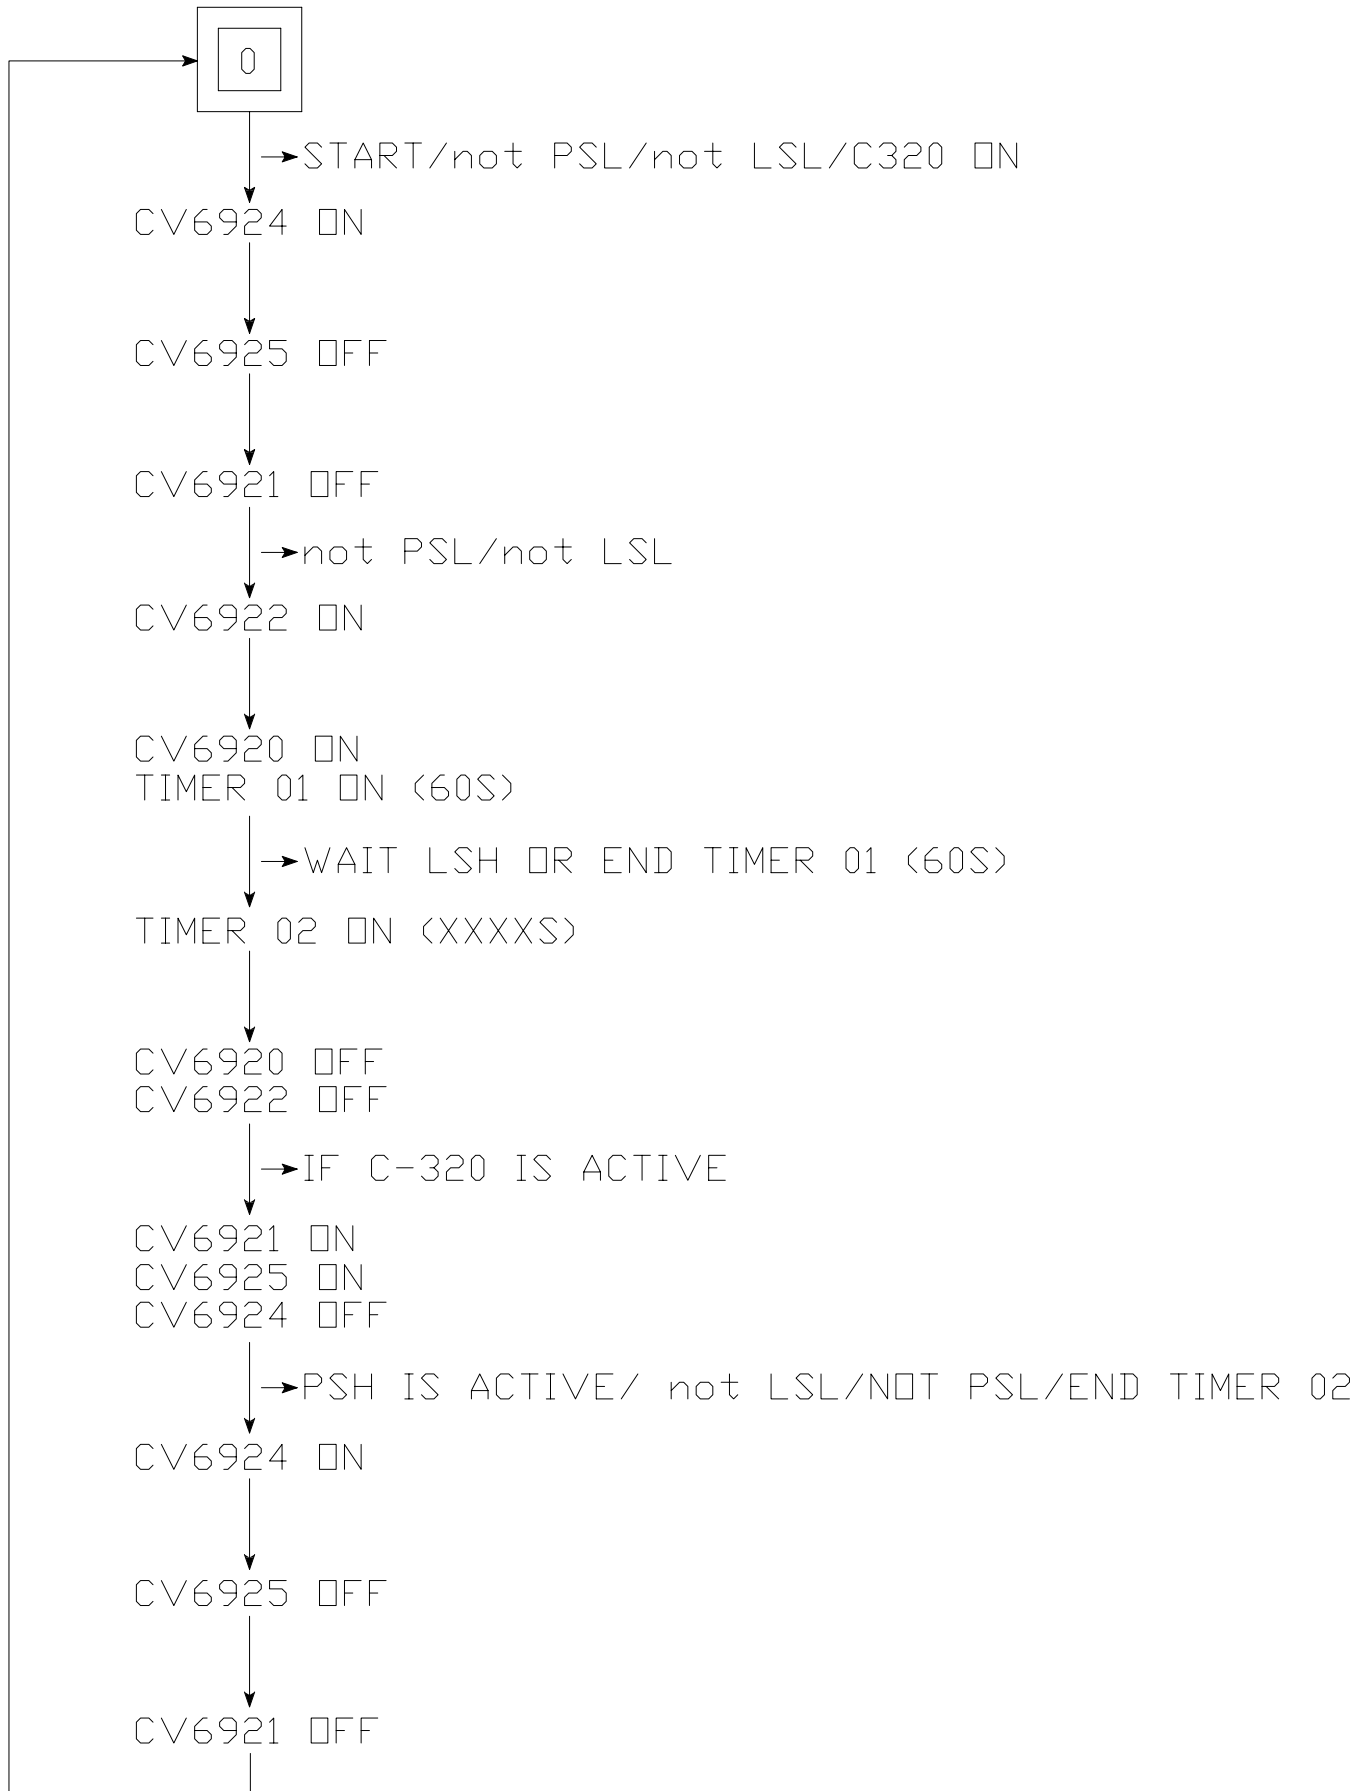 0
START/not PSL/not LSL/C320 ON
CV6924 ON
CV6925 OFF
CV6921 OFF
not PSL/not LSL
CV6922 ON
CV6920 ON
TIMER 01 ON (60S)
WAIT LSH OR END TIMER 01 (60S)
TIMER 02 ON (XXXXS)
CV6920 OFF
CV6922 OFF
IF C-320 IS ACTIVE
CV6921 ON
CV6925 ON
CV6924 OFF
PSH IS ACTIVE/ not LSL/NOT PSL/END TIMER 02
CV6924 ON
CV6925 OFF
CV6921 OFF